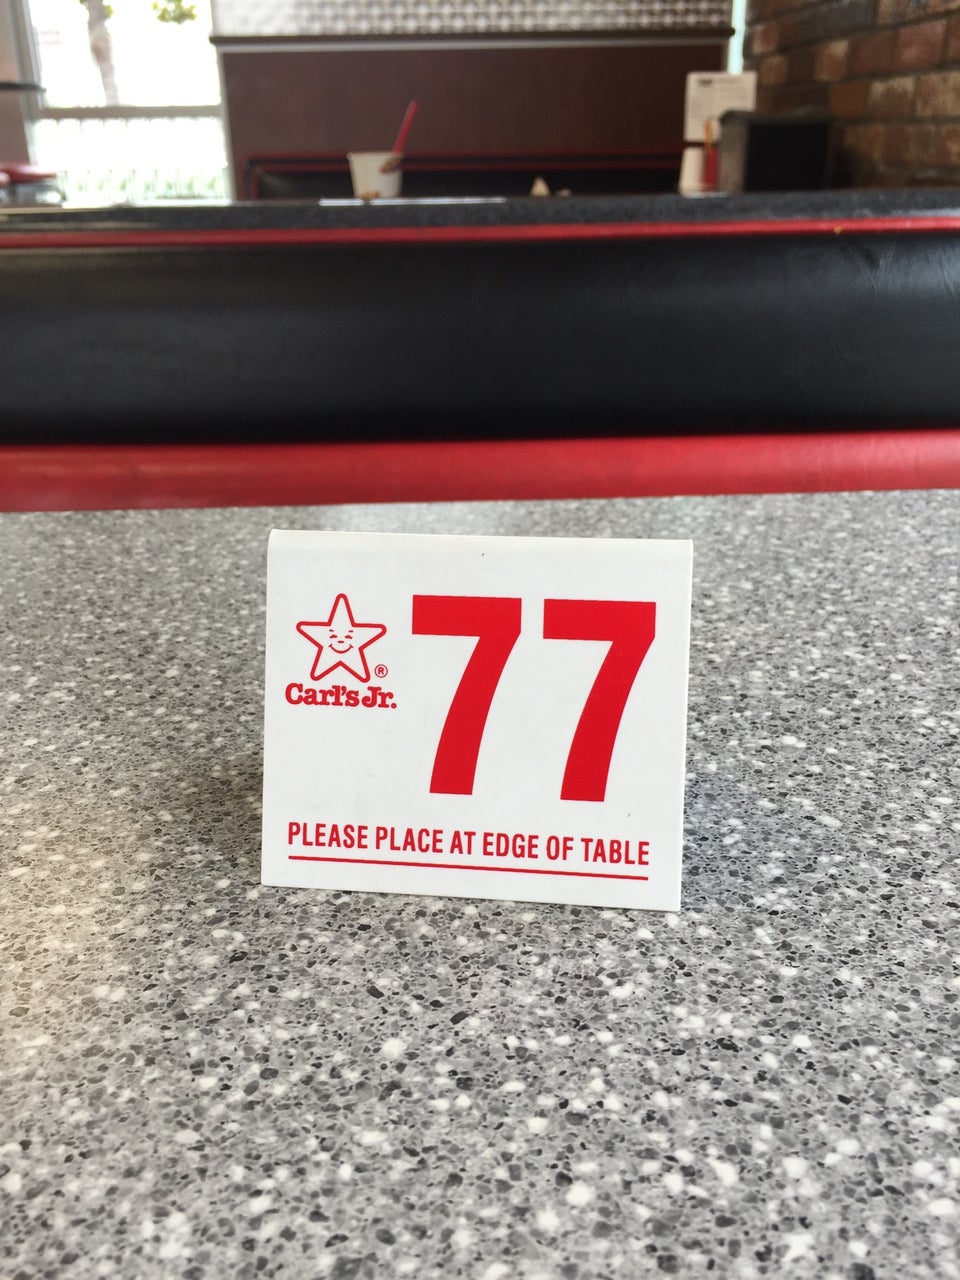 77
®
Carl's Jr.
PLEASE PLACE AT EDGE OF TABLE